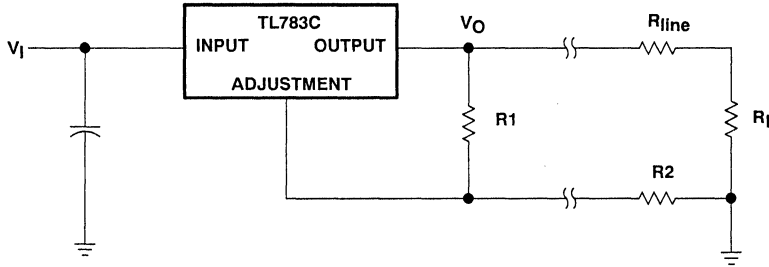 TL783C
VI
INPUT
OUTPUT
ADJUSTMENT
VO
Rline
R1
RL
R2